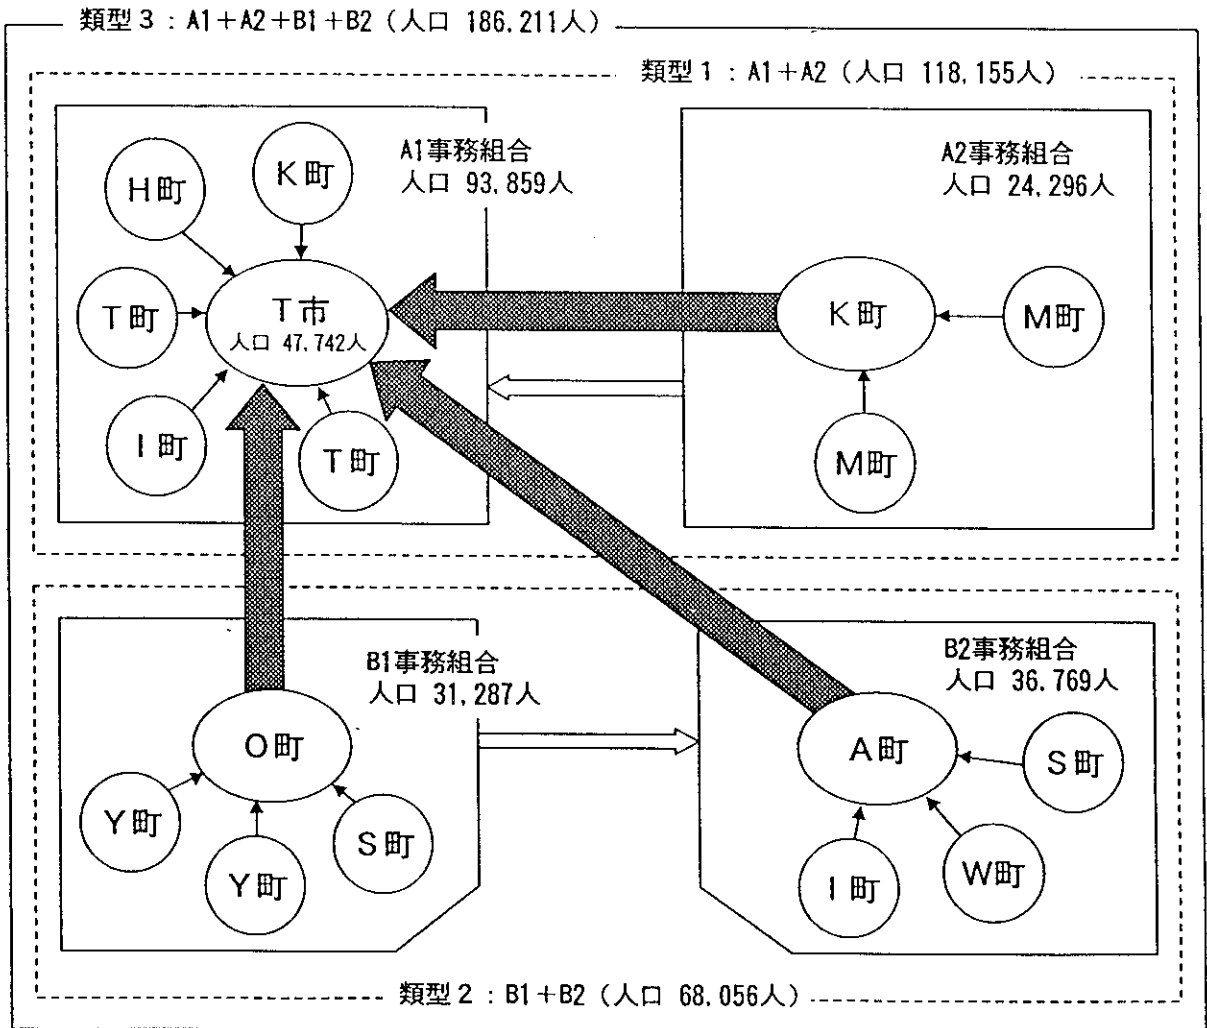 類型3：A1＋A2＋B1＋B2（人口 186,211人）
類型1：A1＋A2（人口 118,155人）
A1事務組合
人口 93,859人
H町
K町
T町
T市
人口 47,742人
I町
T町
A2事務組合
人口 24,296人
K町
M町
M町
B1事務組合
人口 31,287人
O町
Y町
Y町
S町
B2事務組合
人口 36,769人
A町
S町
I町
W町
類型2：B1＋B2（人口 68,056人）